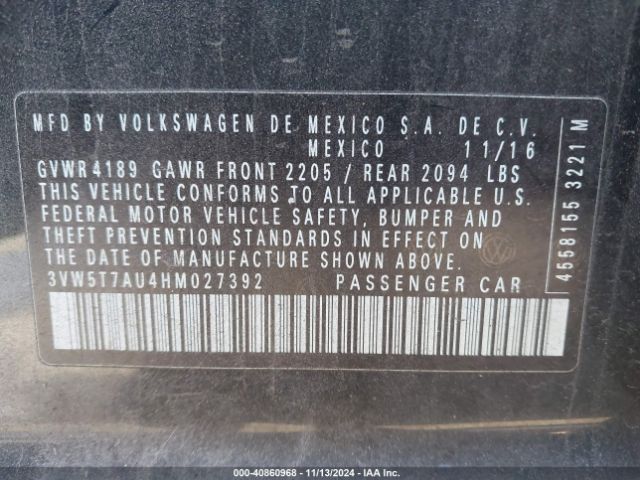 MFD BY VOLKSWAGEN DE MEXICO S.A. DE C.V.
MEXICO 11/16
GVWR 4189 GAWR FRONT 2205 / REAR 2094 LBS
THIS VEHICLE CONFORMS TO ALL APPLICABLE U.S.
FEDERAL MOTOR VEHICLE SAFETY, BUMPER AND
THEFT PREVENTION STANDARDS IN EFFECT ON
THE DATE OF MANUFACTURE SHOWN ABOVE.
3VW5T7AU4HM027392 PASSENGER CAR
4558155 3221 M
000-40860968 - 11/13/2024 - IAA Inc.